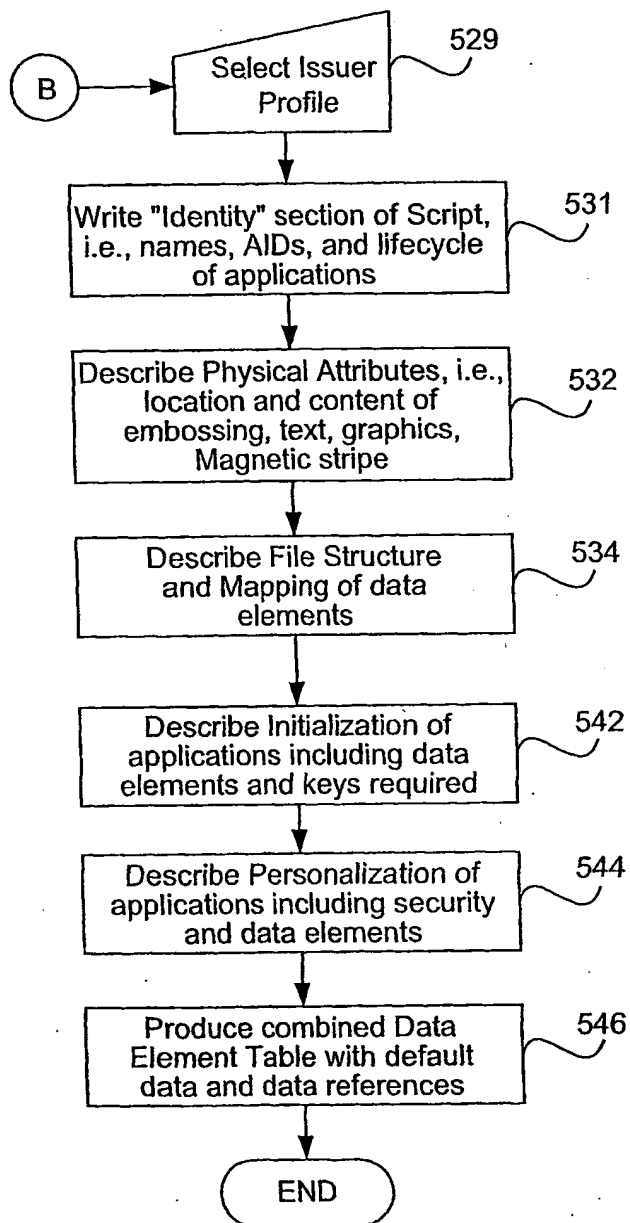 529
B
Select Issuer
Profile
531
Write "Identity" section of Script,
i.e., names, AIDs, and lifecycle
of applications
532
Describe Physical Attributes, i.e.,
location and content of
embossing, text, graphics,
Magnetic stripe
534
Describe File Structure
and Mapping of data
elements
542
Describe Initialization of
applications including data
elements and keys required
544
Describe Personalization of
applications including security
and data elements
546
Produce combined Data
Element Table with default
data and data references
END